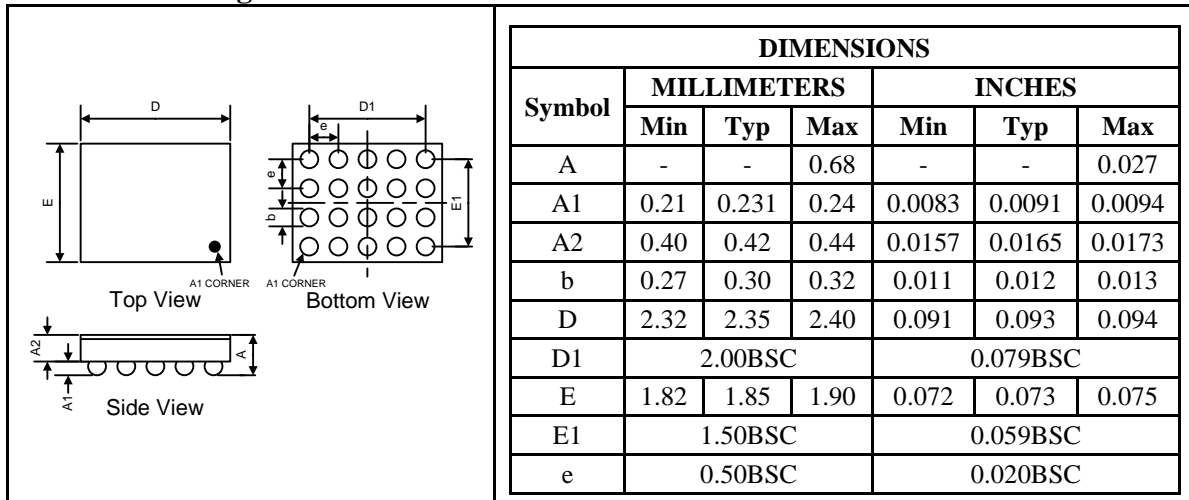 D
E
A1 CORNER
Top View
D1
e
e
b
E1
A1 CORNER
Bottom View
A2
A1
A
Side View
DIMENSIONS
Symbol MILLIMETERS INCHES
Min Typ Max Min Typ Max
A - - 0.68 - - 0.027
A1 0.21 0.231 0.24 0.0083 0.0091 0.0094
A2 0.40 0.42 0.44 0.0157 0.0165 0.0173
b 0.27 0.30 0.32 0.011 0.012 0.013
D 2.32 2.35 2.40 0.091 0.093 0.094
D1 2.00BSC 0.079BSC
E 1.82 1.85 1.90 0.072 0.073 0.075
E1 1.50BSC 0.059BSC
e 0.50BSC 0.020BSC